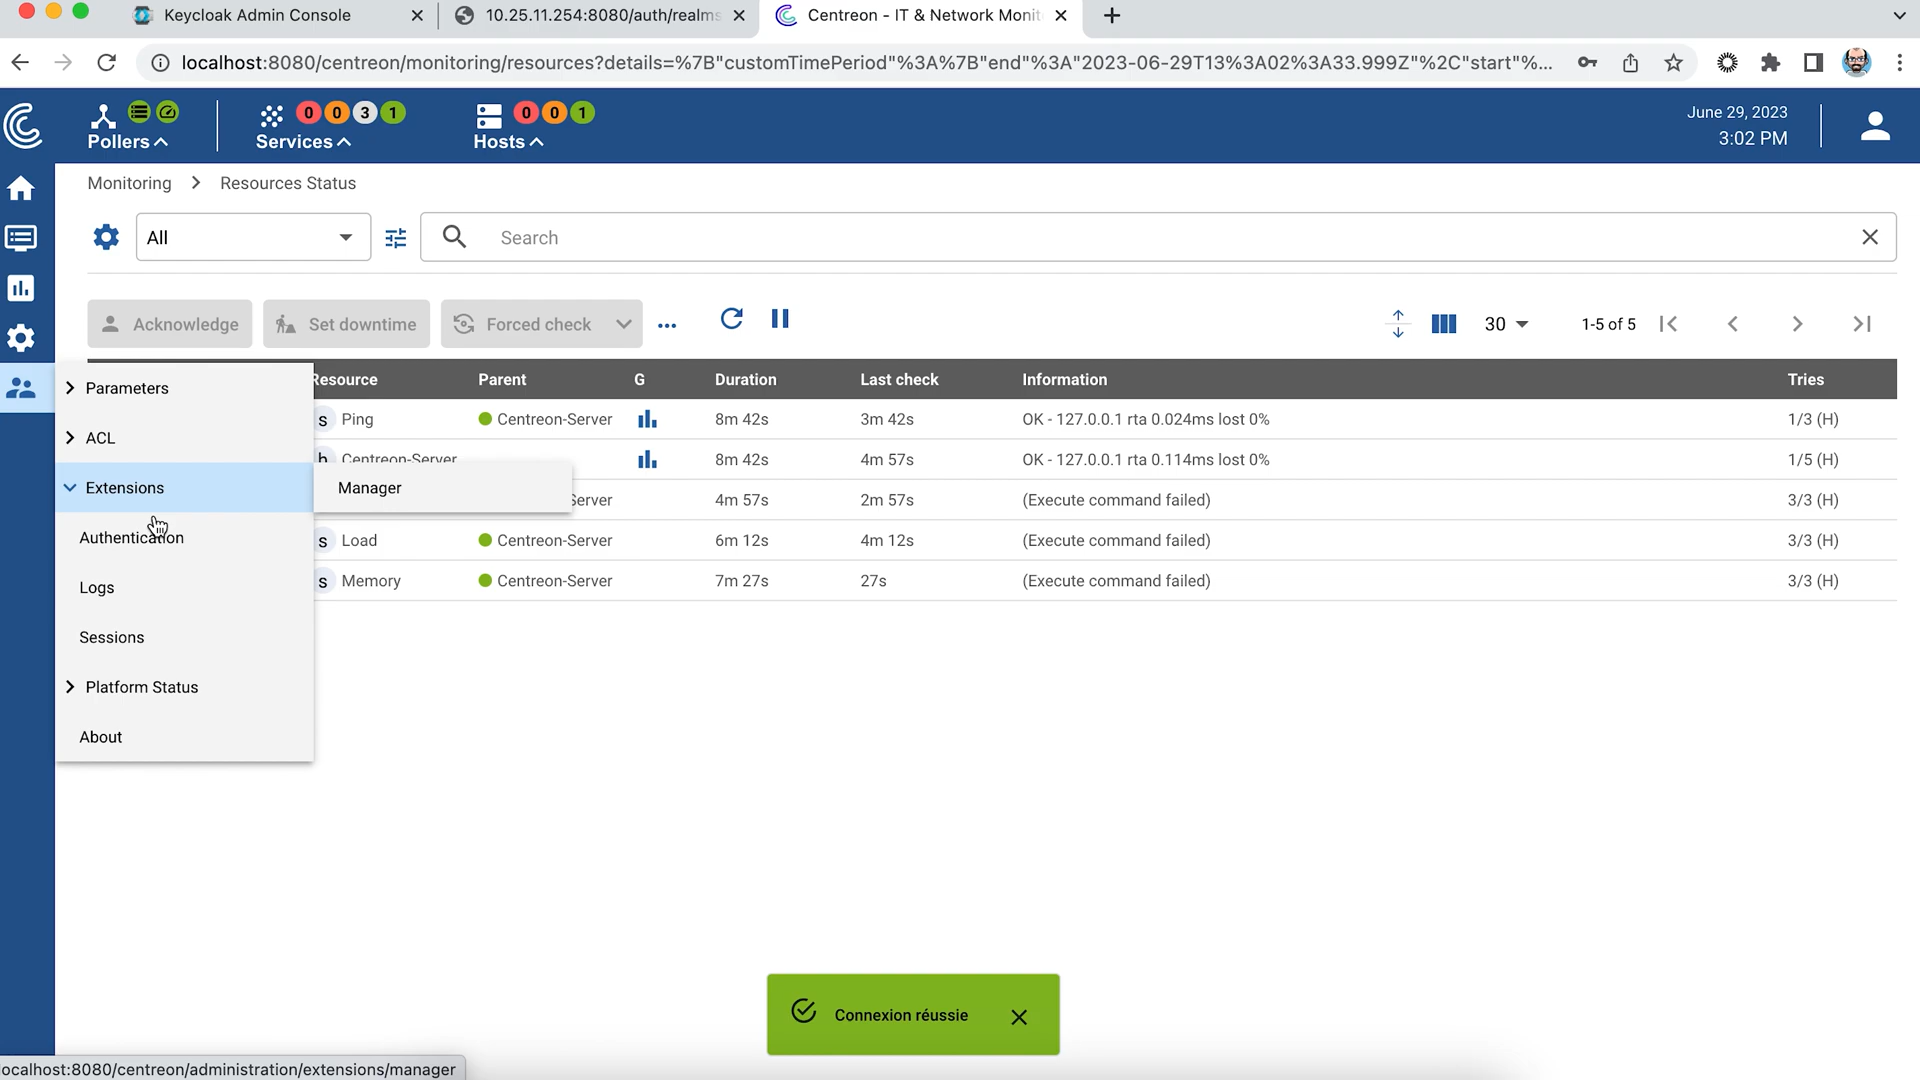 Keycloak Admin Console
10.25.11.254:8080/auth/realms
Centreon - IT & Network Monit
localhost:8080/centreon/monitoring/resources?details=%7B"customTimePeriod"%3A%7B"end"%3A"2023-06-29T13%3A02%3A33.999Z"%2C"start"%...
Pollers
0 0 3 1
Services
0 0 1
Hosts
June 29, 2023
3:02 PM
Monitoring > Resources Status
All
Search
Acknowledge
Set downtime
Forced check
30
1-5 of 5
Resource Parent G Duration Last check Information Tries
s Ping Centreon-Server 8m 42s 3m 42s OK - 127.0.0.1 rta 0.024ms lost 0% 1/3 (H)
h Centreon-Server 8m 42s 4m 57s OK - 127.0.0.1 rta 0.114ms lost 0% 1/5 (H)
Server 4m 57s 2m 57s (Execute command failed) 3/3 (H)
s Load Centreon-Server 6m 12s 4m 12s (Execute command failed) 3/3 (H)
s Memory Centreon-Server 7m 27s 27s (Execute command failed) 3/3 (H)
Parameters
ACL
Extensions
Manager
Authentication
Logs
Sessions
Platform Status
About
Connexion réussie
localhost:8080/centreon/administration/extensions/manager